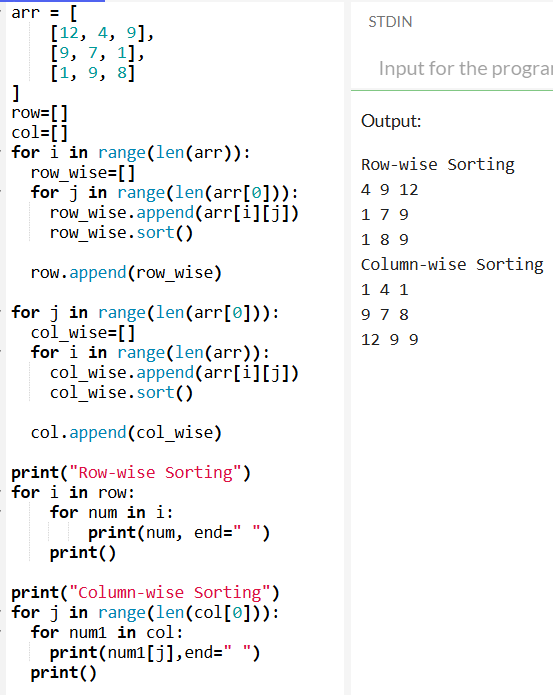 arr = [
    [12, 4, 9],
    [9, 7, 1],
    [1, 9, 8]
]
row=[]
col=[]
for i in range(len(arr)):
  row_wise=[]
  for j in range(len(arr[0])):
    row_wise.append(arr[i][j])
    row_wise.sort()
  row.append(row_wise)
for j in range(len(arr[0])):
  col_wise=[]
  for i in range(len(arr)):
    col_wise.append(arr[i][j])
    col_wise.sort()
  col.append(col_wise)
print("Row-wise Sorting")
for i in row:
    for num in i:
        print(num, end=" ")
    print()
print("Column-wise Sorting")
for j in range(len(col[0])):
  for num1 in col:
    print(num1[j],end=" ")
  print()
STDIN
Input for the progra
Output:
Row-wise Sorting
4 9 12
1 7 9
1 8 9
Column-wise Sorting
1 4 1
9 7 8
12 9 9